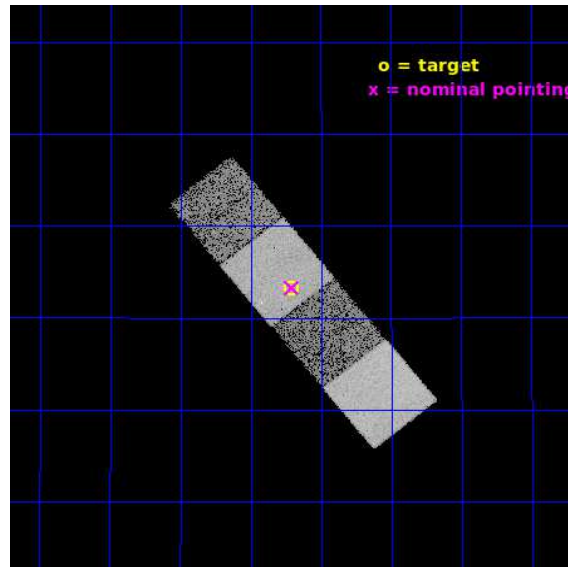 o = target
x = nominal pointing